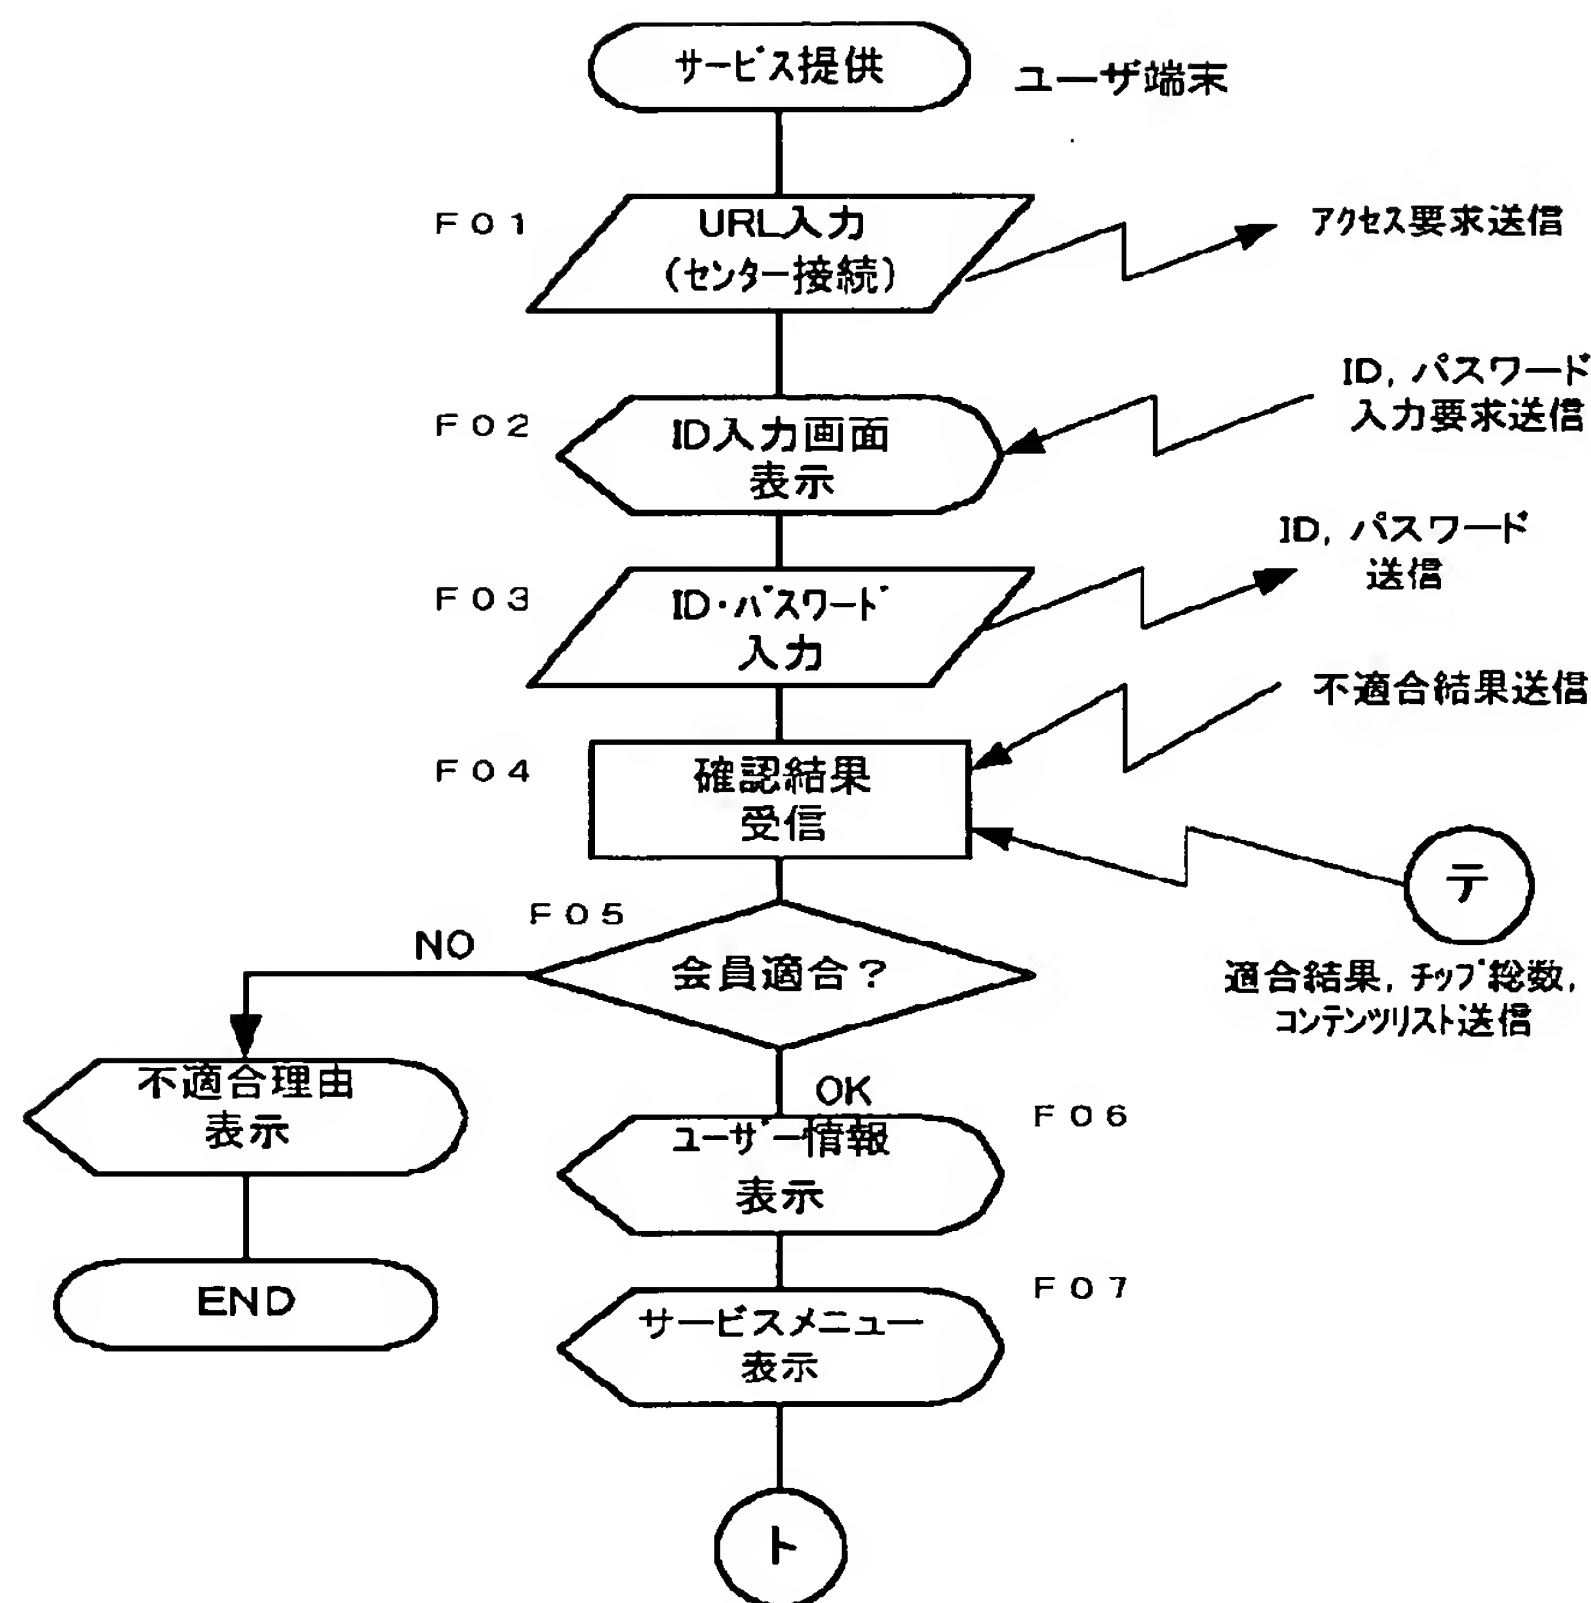 サービス提供
ユーザ端末
F01
URL入力
(センター接続)
アクセス要求送信
ID, パスワード
入力要求送信
F02
ID入力画面
表示
ID, パスワード
送信
F03
ID・パスワード
入力
不適合結果送信
F04
確認結果
受信
テ
適合結果, チップ総数,
コンテンツリスト送信
F05
NO
会員適合?
不適合理由
表示
OK
F06
ユーザー情報
表示
END
F07
サービスメニュー
表示
ト